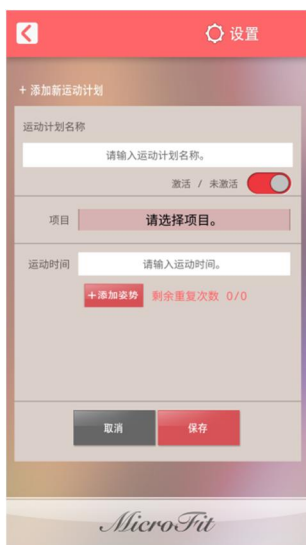 设置
+ 添加新运动计划
运动计划名称
请输入运动计划名称。
激活 / 未激活
项目 请选择项目。
运动时间 请输入运动时间。
+添加姿势 剩余重复次数 0/0
取消 保存
MicroFit